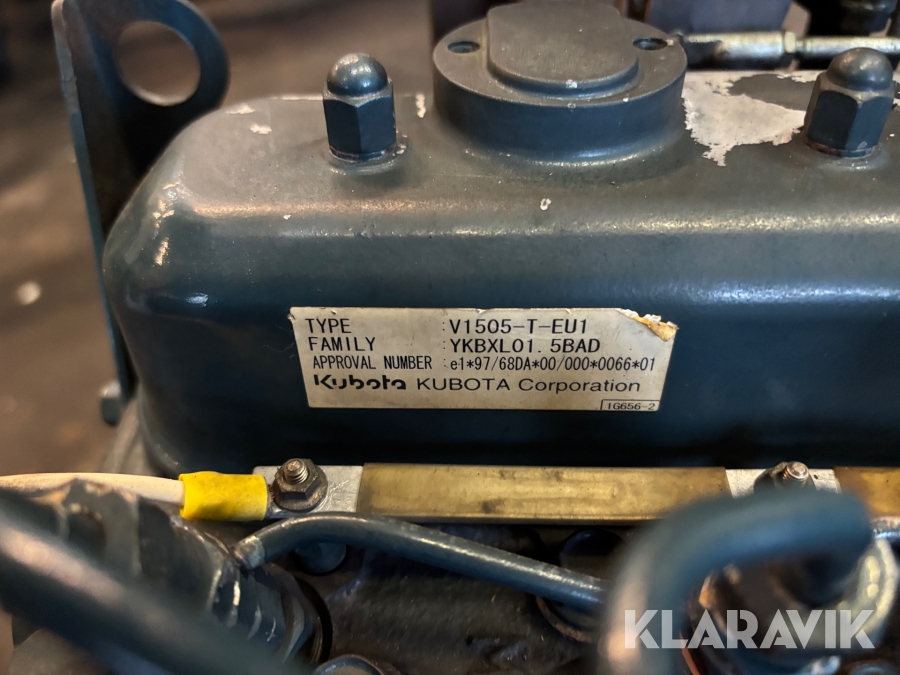 TYPE : V1505-T-EU1
FAMILY : YKBXL01.5BAD
APPROVAL NUMBER : e1*97/68DA*00/000*0066*01
Kubota KUBOTA Corporation
1G656-2
KLARAVIK